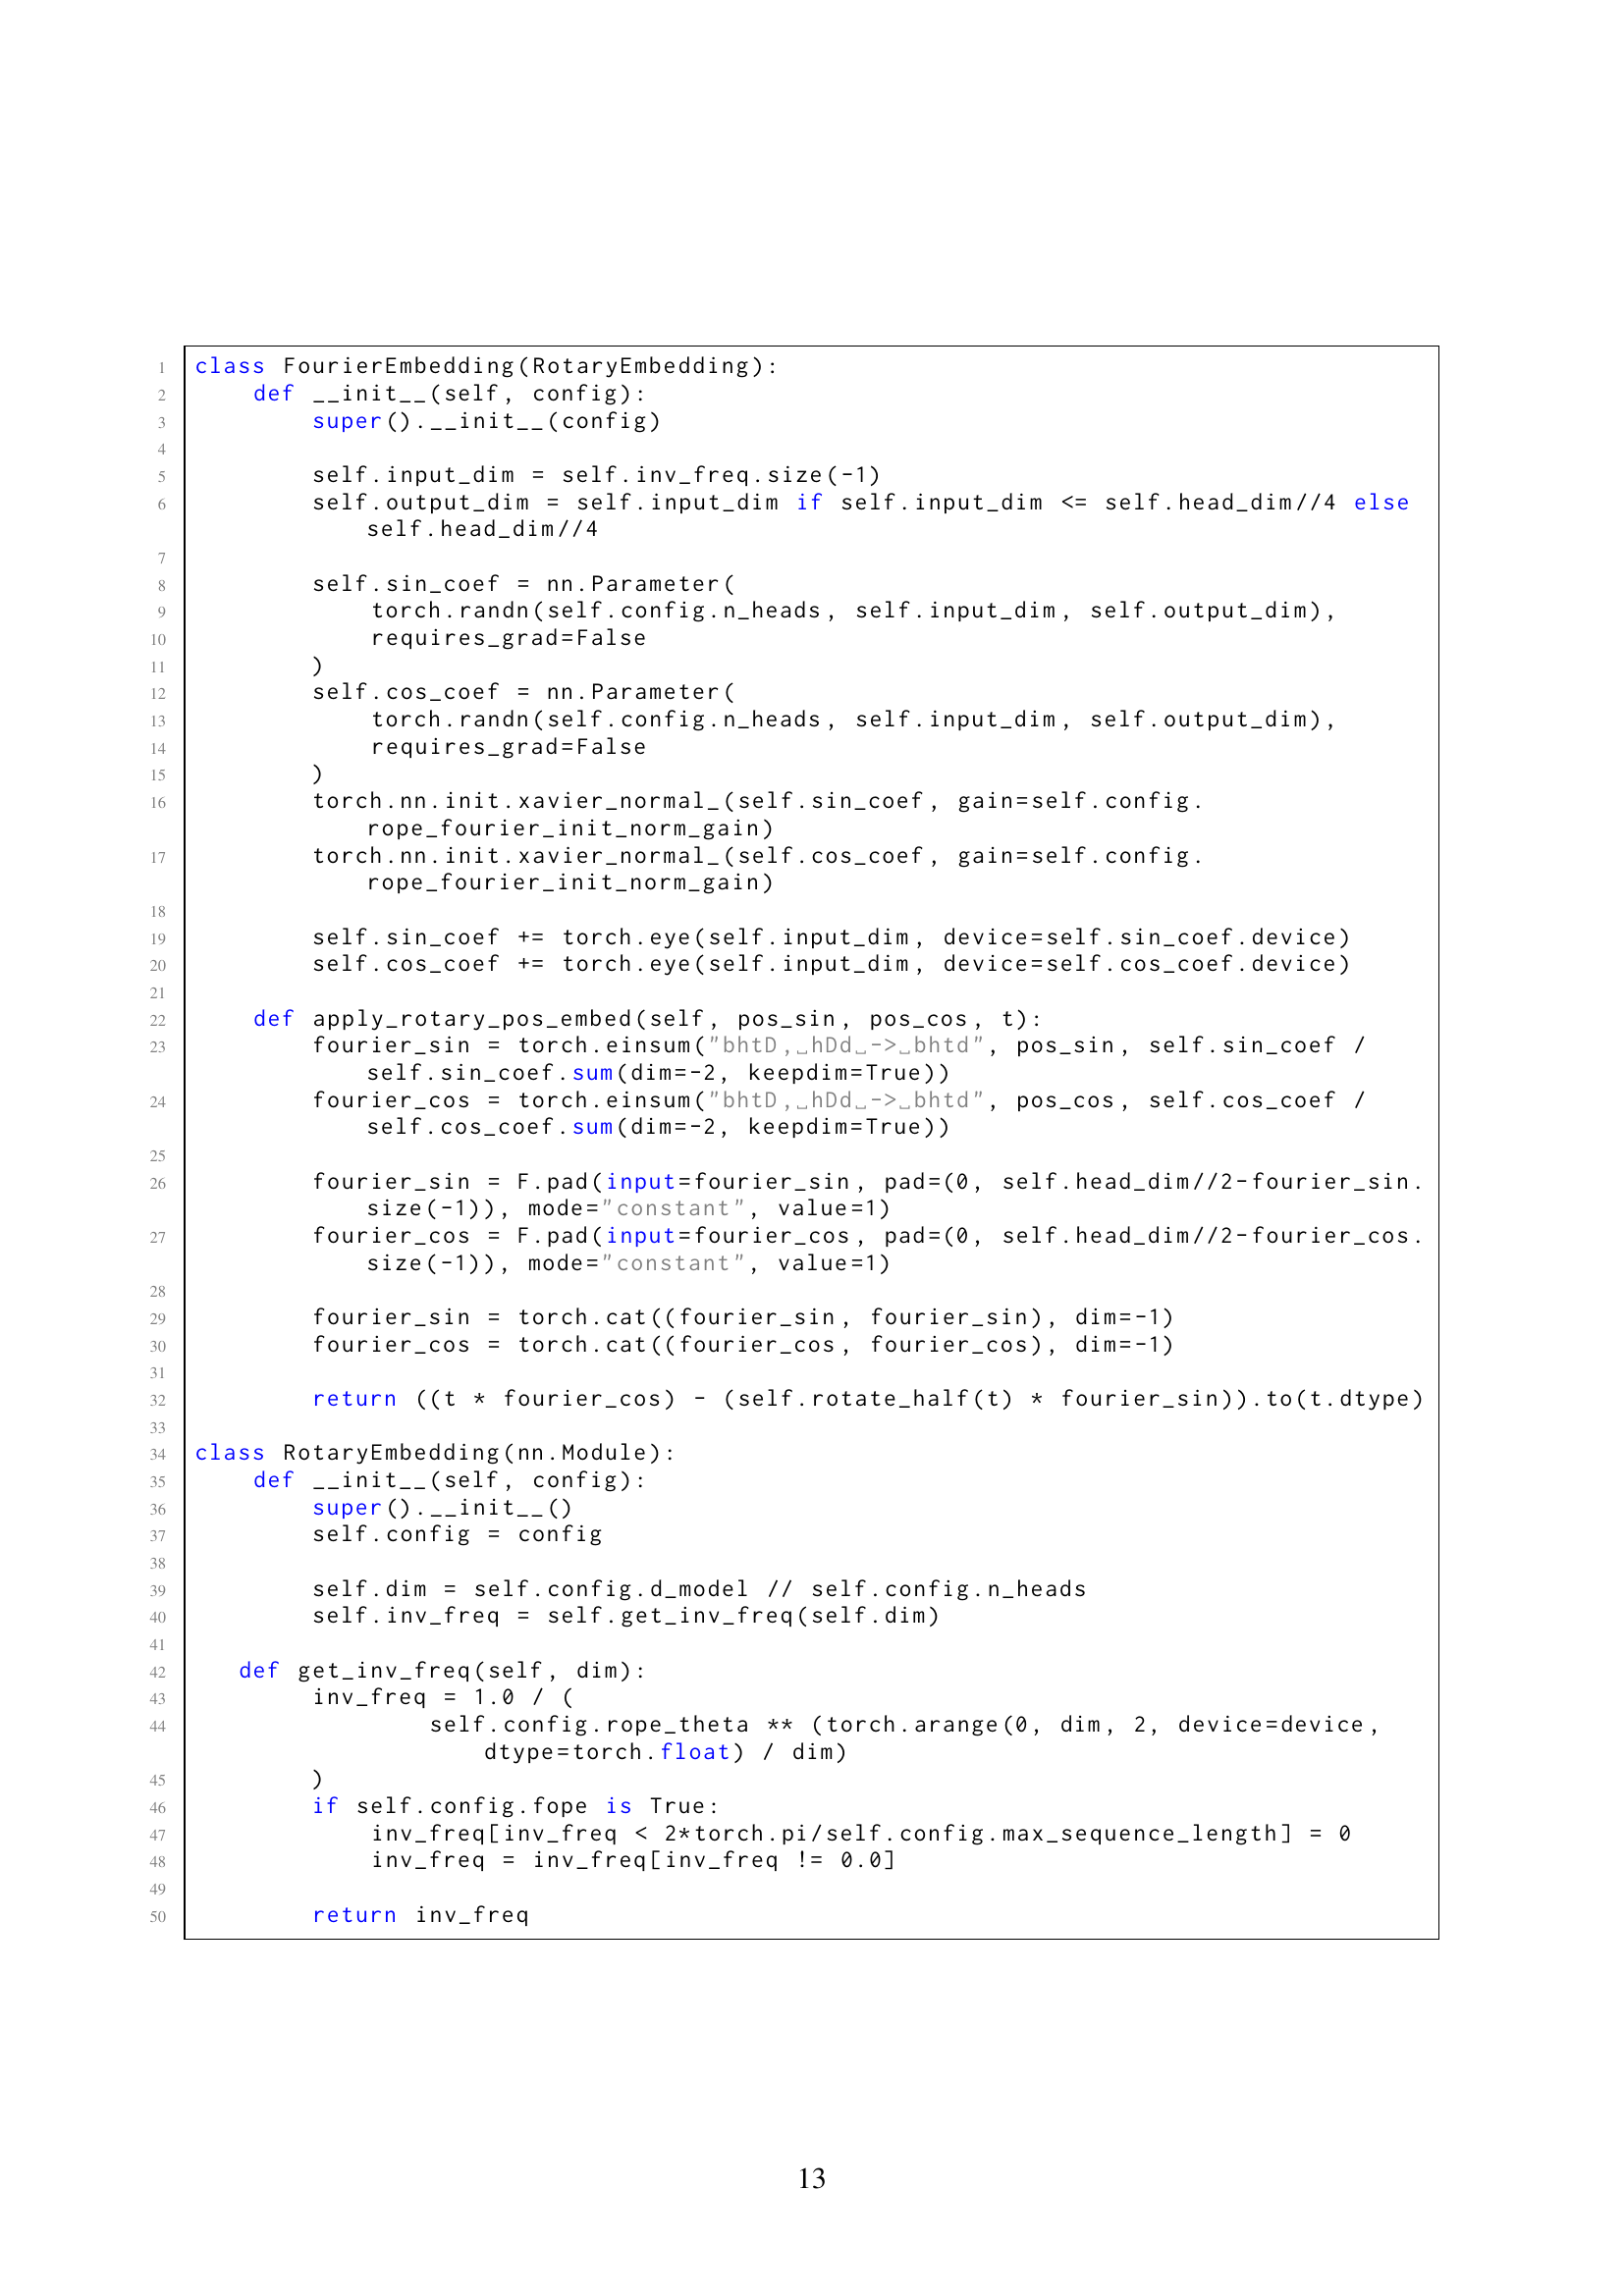 1 class FourierEmbedding(RotaryEmbedding):
2     def __init__(self, config):
3         super().__init__(config)
4
5         self.input_dim = self.inv_freq.size(-1)
6         self.output_dim = self.input_dim if self.input_dim <= self.head_dim//4 else
            self.head_dim//4
7
8         self.sin_coef = nn.Parameter(
9             torch.randn(self.config.n_heads, self.input_dim, self.output_dim),
10             requires_grad=False
11         )
12         self.cos_coef = nn.Parameter(
13             torch.randn(self.config.n_heads, self.input_dim, self.output_dim),
14             requires_grad=False
15         )
16         torch.nn.init.xavier_normal_(self.sin_coef, gain=self.config.
            rope_fourier_init_norm_gain)
17         torch.nn.init.xavier_normal_(self.cos_coef, gain=self.config.
            rope_fourier_init_norm_gain)
18
19         self.sin_coef += torch.eye(self.input_dim, device=self.sin_coef.device)
20         self.cos_coef += torch.eye(self.input_dim, device=self.cos_coef.device)
21
22     def apply_rotary_pos_embed(self, pos_sin, pos_cos, t):
23         fourier_sin = torch.einsum("bhtD,␣hDd␣->␣bhtd", pos_sin, self.sin_coef /
            self.sin_coef.sum(dim=-2, keepdim=True))
24         fourier_cos = torch.einsum("bhtD,␣hDd␣->␣bhtd", pos_cos, self.cos_coef /
            self.cos_coef.sum(dim=-2, keepdim=True))
25
26         fourier_sin = F.pad(input=fourier_sin, pad=(0, self.head_dim//2-fourier_sin.
            size(-1)), mode="constant", value=1)
27         fourier_cos = F.pad(input=fourier_cos, pad=(0, self.head_dim//2-fourier_cos.
            size(-1)), mode="constant", value=1)
28
29         fourier_sin = torch.cat((fourier_sin, fourier_sin), dim=-1)
30         fourier_cos = torch.cat((fourier_cos, fourier_cos), dim=-1)
31
32         return ((t * fourier_cos) - (self.rotate_half(t) * fourier_sin)).to(t.dtype)
33
34 class RotaryEmbedding(nn.Module):
35     def __init__(self, config):
36         super().__init__()
37         self.config = config
38
39         self.dim = self.config.d_model // self.config.n_heads
40         self.inv_freq = self.get_inv_freq(self.dim)
41
42    def get_inv_freq(self, dim):
43         inv_freq = 1.0 / (
44                 self.config.rope_theta ** (torch.arange(0, dim, 2, device=device,
                    dtype=torch.float) / dim)
45         )
46         if self.config.fope is True:
47             inv_freq[inv_freq < 2*torch.pi/self.config.max_sequence_length] = 0
48             inv_freq = inv_freq[inv_freq != 0.0]
49
50         return inv_freq
13